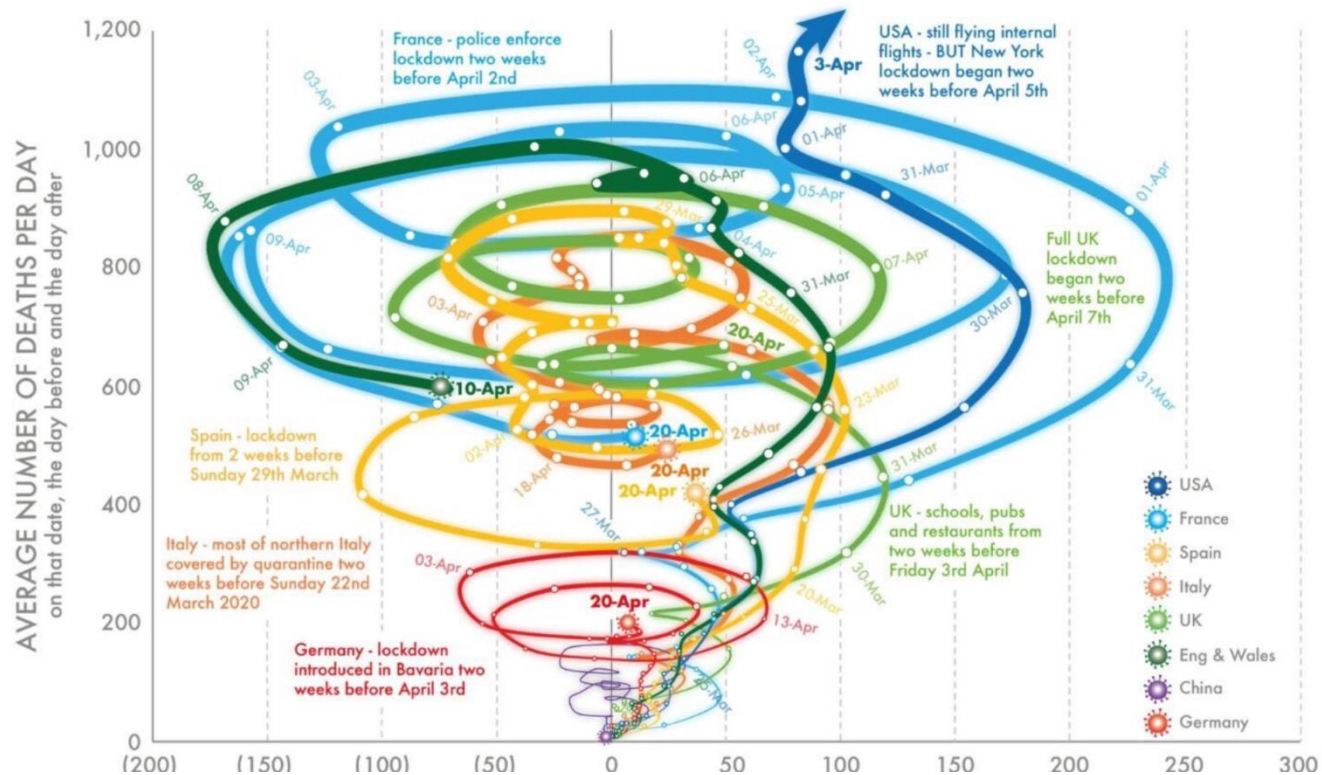 1,200
1,000
800
600
400
200
0
AVERAGE NUMBER OF DEATHS PER DAY
on that date, the day before and the day after
France - police enforce
lockdown two weeks
before April 2nd
USA - still flying internal
flights - BUT New York
lockdown began two
weeks before April 5th
3-Apr
02-Apr
03-Apr
06-Apr
01-Apr
31-Mar
01-Apr
08-Apr
06-Apr
05-Apr
29-Mar
09-Apr
04-Apr
07-Apr
Full UK
lockdown
began two
weeks before
April 7th
31-Mar
25-Mar
30-Mar
03-Apr
20-Apr
09-Apr
10-Apr
23-Mar
31-Mar
Spain - lockdown
from 2 weeks before
Sunday 29th March
02-Apr
20-Apr
26-Mar
20-Apr
18-Apr
20-Apr
31-Mar
27-Mar
UK - schools, pubs
and restaurants from
two weeks before
Friday 3rd April
Italy - most of northern Italy
covered by quarantine two
weeks before Sunday 22nd
March 2020
03-Apr
30-Mar
20-Mar
20-Apr
13-Apr
Germany - lockdown
introduced in Bavaria two
weeks before April 3rd
USA
France
Spain
Italy
UK
Eng & Wales
China
Germany
(200) (150) (100) (50) 0 50 100 150 200 250 300